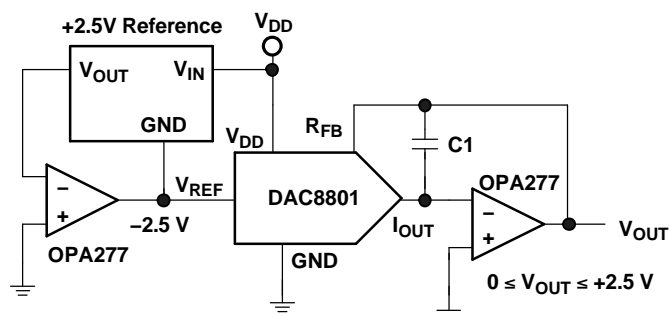 +2.5V Reference
V_DD
V_OUT
V_IN
GND
V_DD
R_FB
C1
OPA277
−
+
V_REF
−2.5 V
DAC8801
I_OUT
−
+
V_OUT
OPA277
GND
0 ≤ V_OUT ≤ +2.5 V